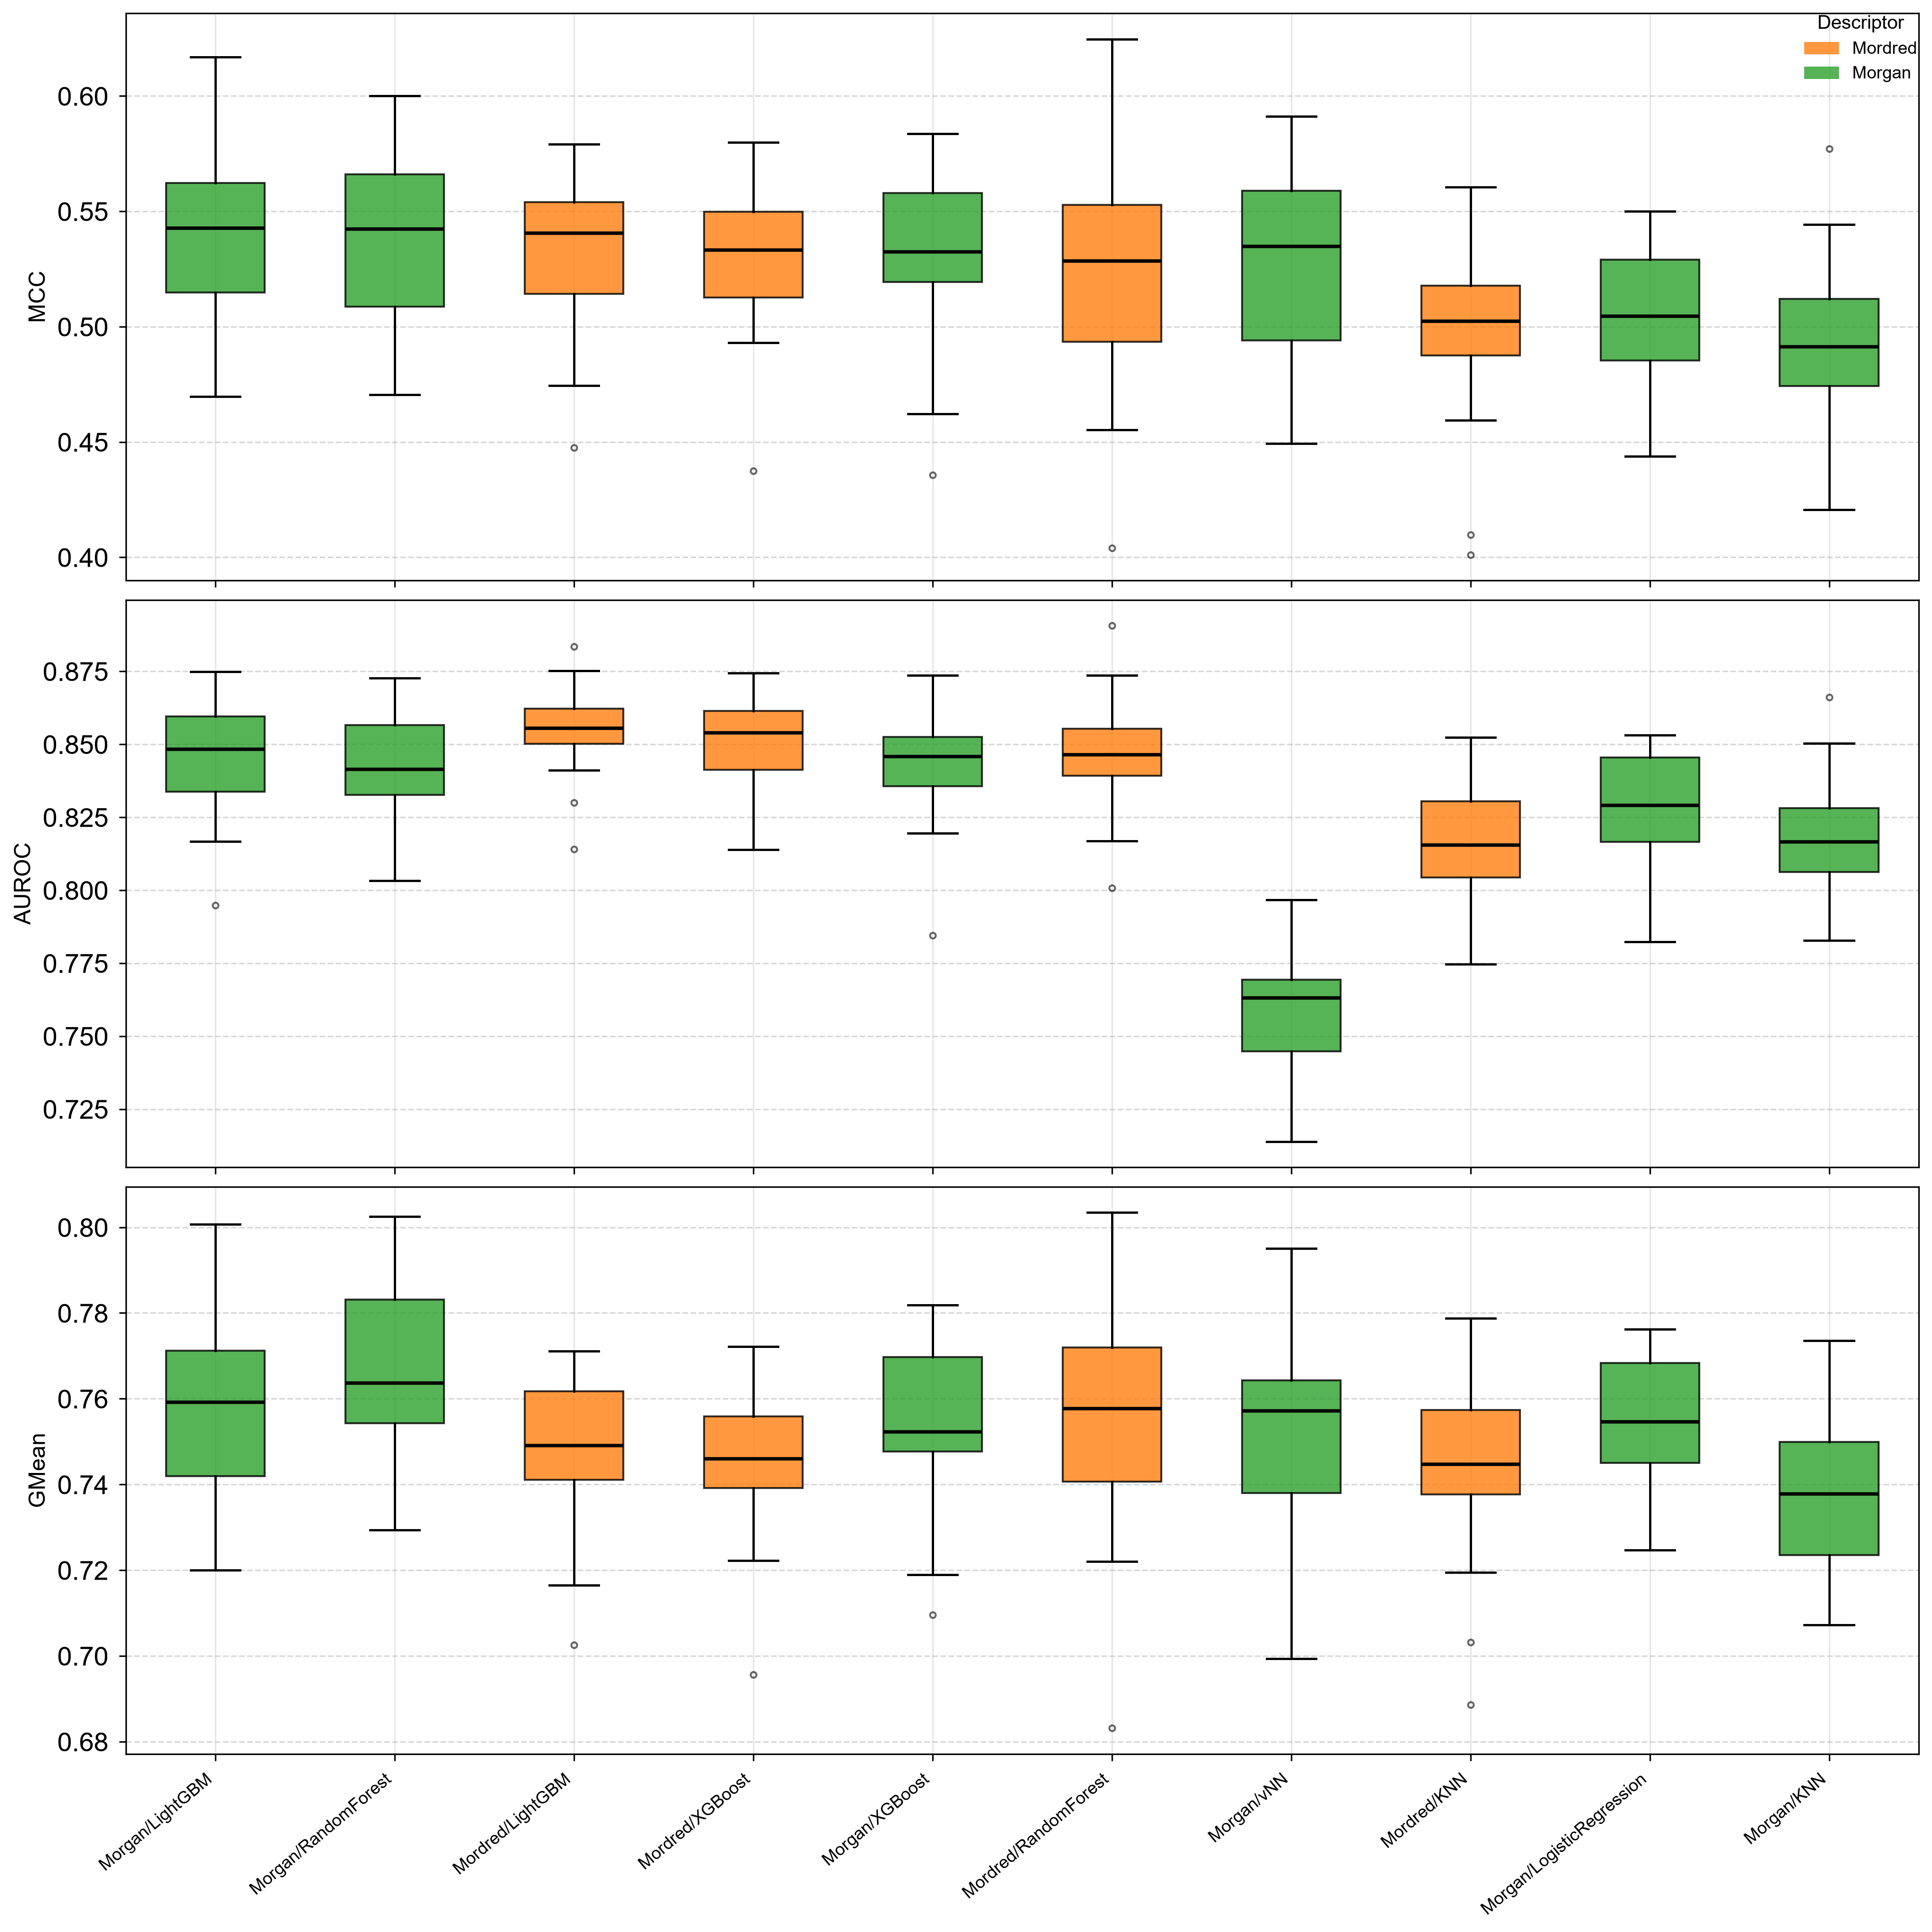 Descriptor
Mordred
Morgan
MCC
0.60
0.55
0.50
0.45
0.40
AUROC
0.875
0.850
0.825
0.800
0.775
0.750
0.725
GMean
0.80
0.78
0.76
0.74
0.72
0.70
0.68
Morgan/LightGBM
Morgan/RandomForest
Mordred/LightGBM
Mordred/XGBoost
Morgan/XGBoost
Mordred/RandomForest
Morgan/vNN
Mordred/KNN
Morgan/LogisticRegression
Morgan/KNN